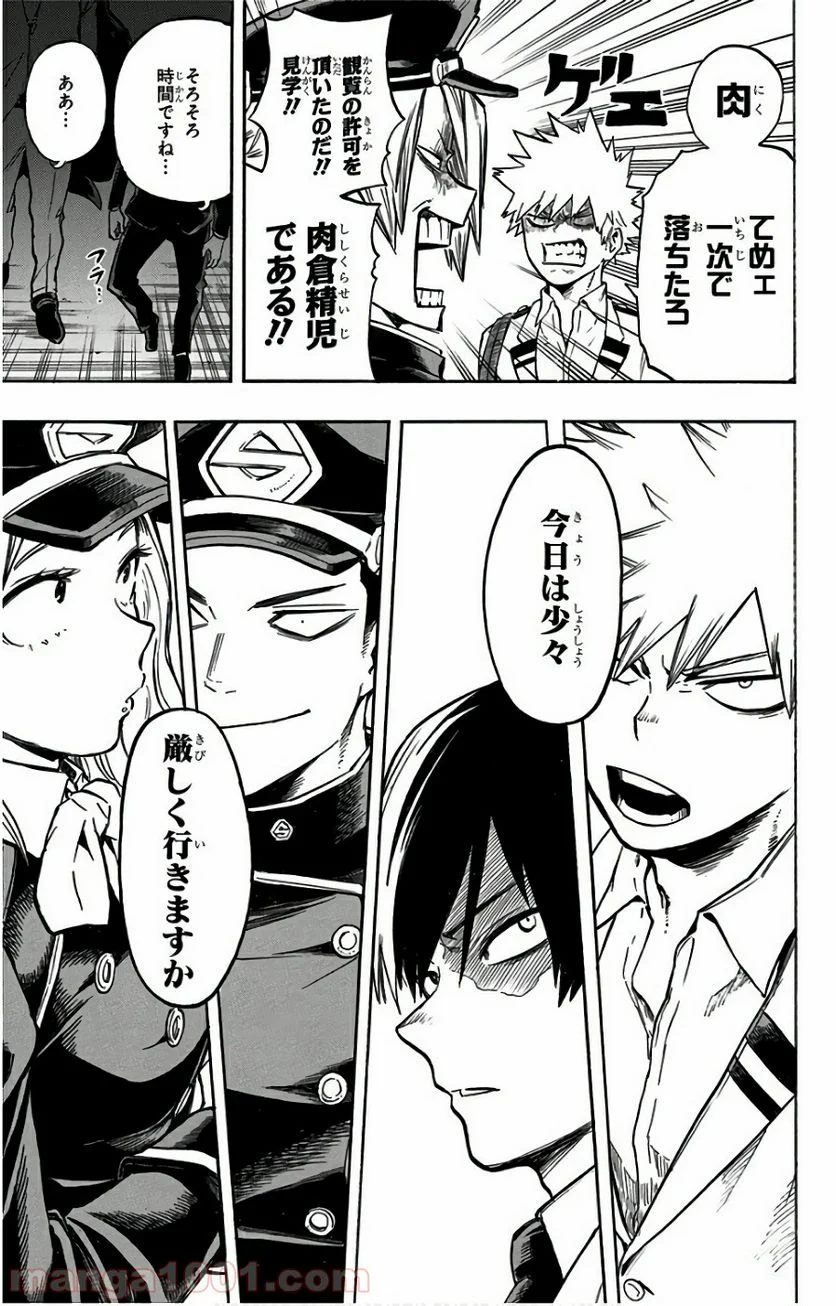 ゲエ
肉
てめェ
一次で
落ちたろ
観覧の許可を
頂いたのだ!!
見学!!
肉倉精児
である!!
そろそろ
時間ですね…
ああ…
フラ…
今日は少々
厳しく行きますか
manga1001.com